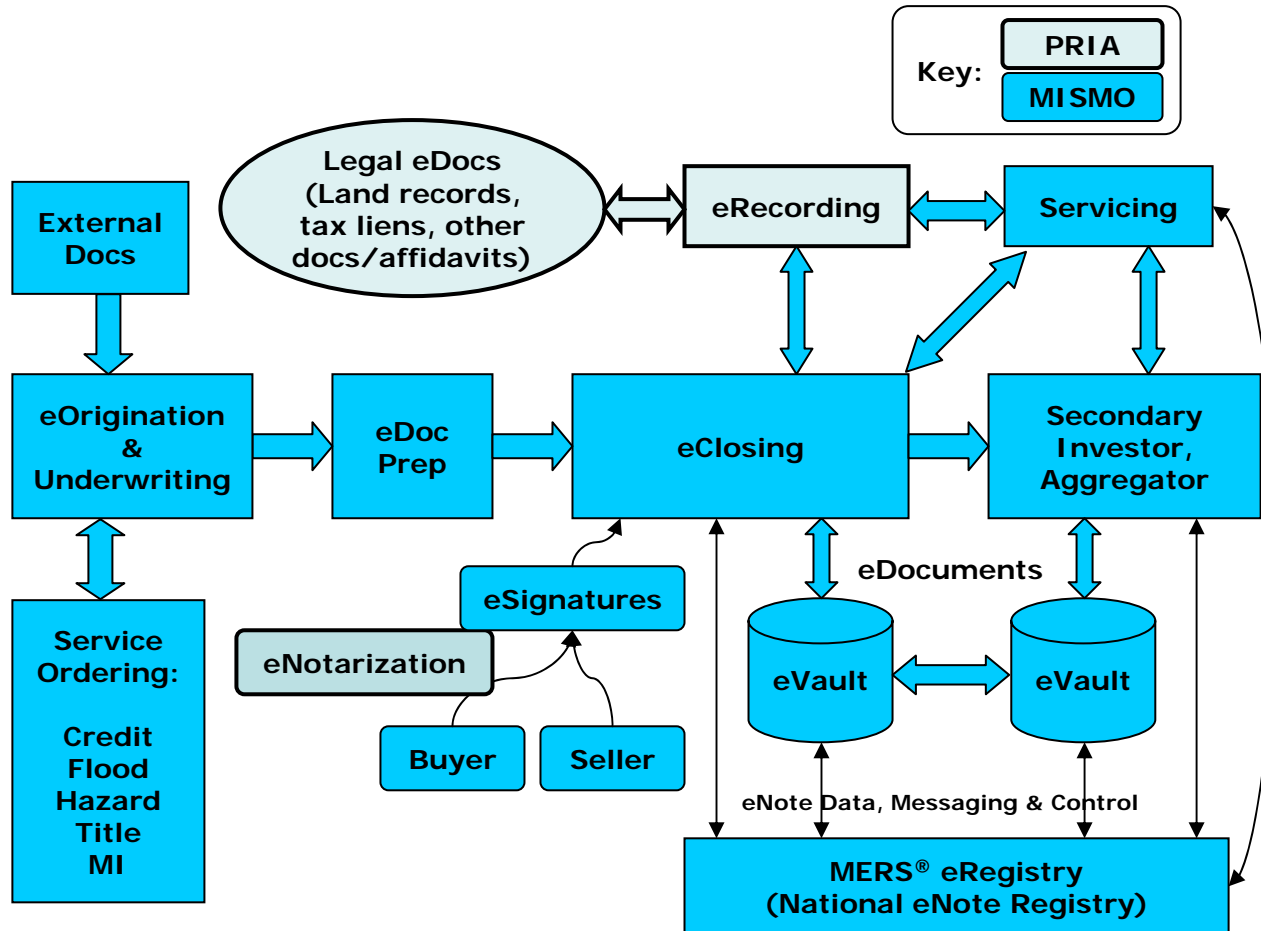 Key:
PRIA
MISMO
Legal eDocs
(Land records,
tax liens, other
docs/affidavits)
eRecording
Servicing
External
Docs
eOrigination
&
Underwriting
eDoc
Prep
eClosing
Secondary
Investor,
Aggregator
eDocuments
eSignatures
eNotarization
Service
Ordering:
Credit
Flood
Hazard
Title
MI
eVault
eVault
Buyer
Seller
eNote Data, Messaging & Control
MERS® eRegistry
(National eNote Registry)